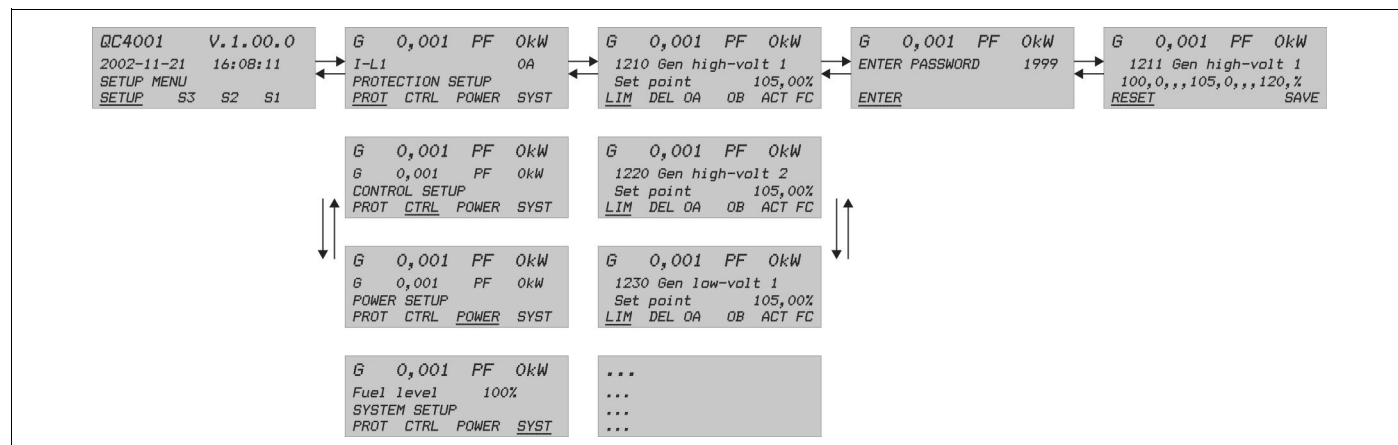 QC4001 V.1.00.0
2002-11-21 16:08:11
SETUP MENU
SETUP S3 S2 S1
G 0,001 PF 0kW
I-L1 0A
PROTECTION SETUP
PROT CTRL POWER SYST
G 0,001 PF 0kW
1210 Gen high-volt 1
Set point 105,00%
LIM DEL OA OB ACT FC
G 0,001 PF 0kW
ENTER PASSWORD 1999
ENTER
G 0,001 PF 0kW
1211 Gen high-volt 1
100,0,,,105,0,,,120,%
RESET SAVE
G 0,001 PF 0kW
G 0,001 PF 0kW
CONTROL SETUP
PROT CTRL POWER SYST
G 0,001 PF 0kW
1220 Gen high-volt 2
Set point 105,00%
LIM DEL OA OB ACT FC
G 0,001 PF 0kW
G 0,001 PF 0kW
POWER SETUP
PROT CTRL POWER SYST
G 0,001 PF 0kW
1230 Gen low-volt 1
Set point 105,00%
LIM DEL OA OB ACT FC
G 0,001 PF 0kW
Fuel level 100%
SYSTEM SETUP
PROT CTRL POWER SYST
...
...
...
...